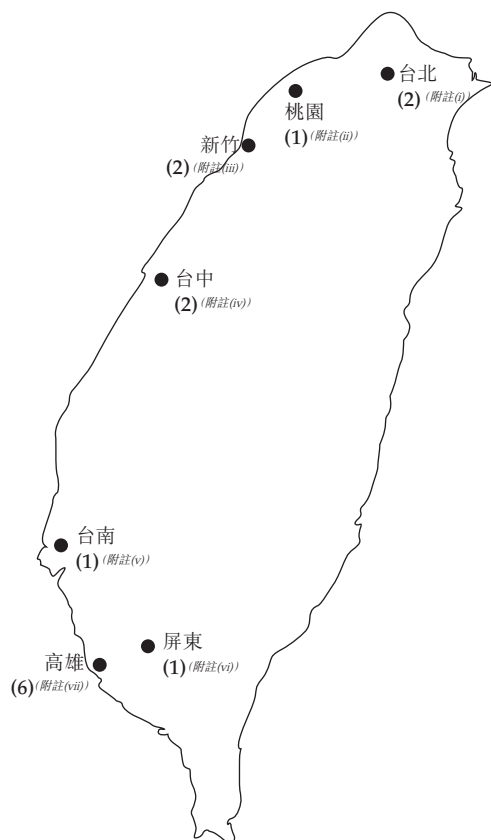 台北
(2) (附註(i))
桃園
(1) (附註(ii))
新竹
(2) (附註(iii))
台中
(2) (附註(iv))
台南
(1) (附註(v))
屏東
(1) (附註(vi))
高雄
(6) (附註(vii))